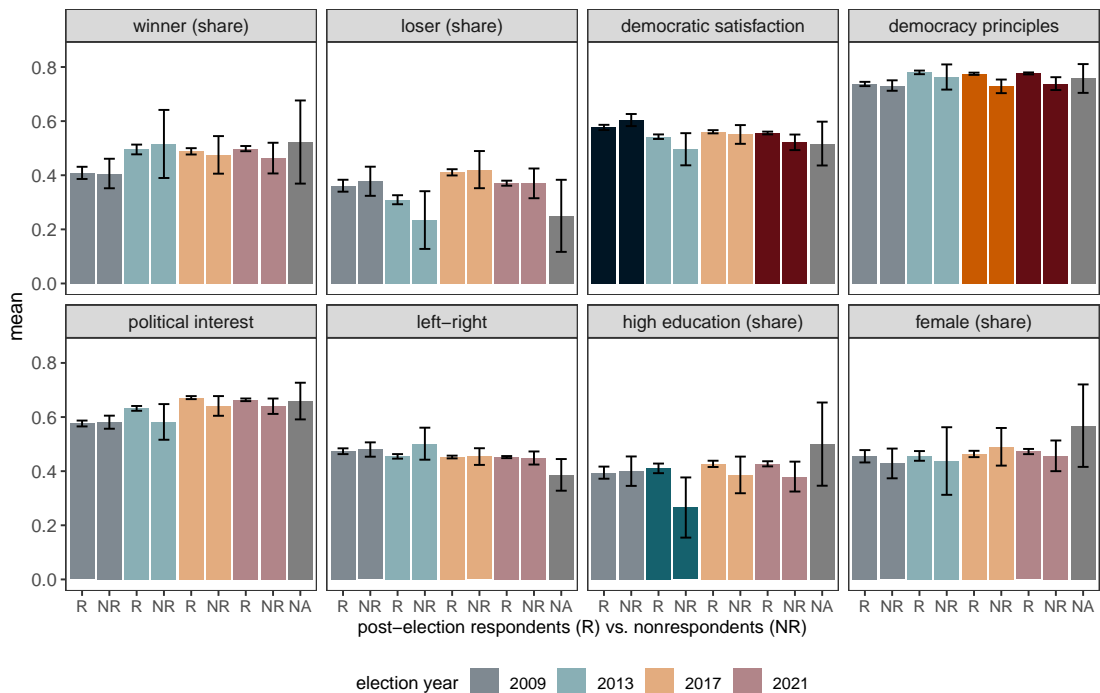 winner (share)
loser (share)
democratic satisfaction
democracy principles
0.8
0.6
0.4
0.2
0.0
mean
political interest
left−right
high education (share)
female (share)
0.8
0.6
0.4
0.2
0.0
R NR R NR R NR R NR NA
R NR R NR R NR R NR NA
R NR R NR R NR R NR NA
R NR R NR R NR R NR NA
post−election respondents (R) vs. nonrespondents (NR)
election year 2009 2013 2017 2021